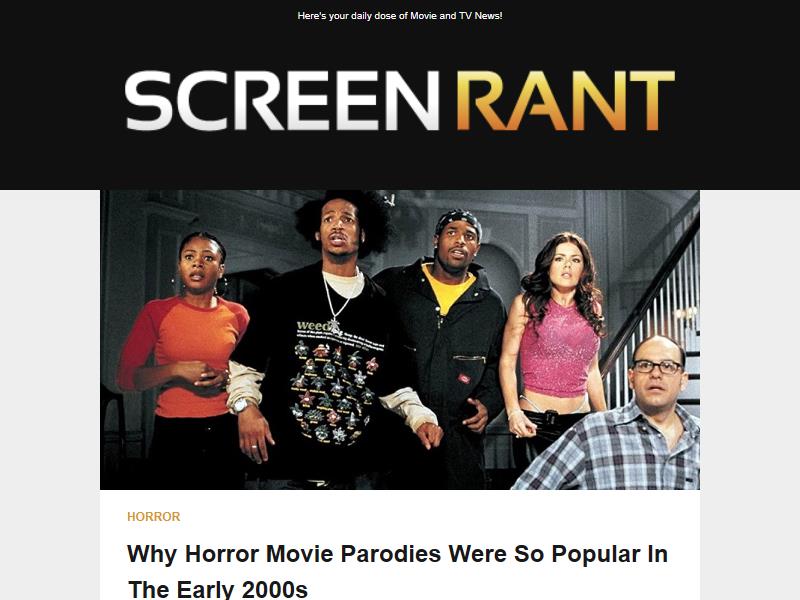 Here's your daily dose of Movie and TV News!
SCREEN RANT
weed
HORROR
Why Horror Movie Parodies Were So Popular In
The Early 2000s